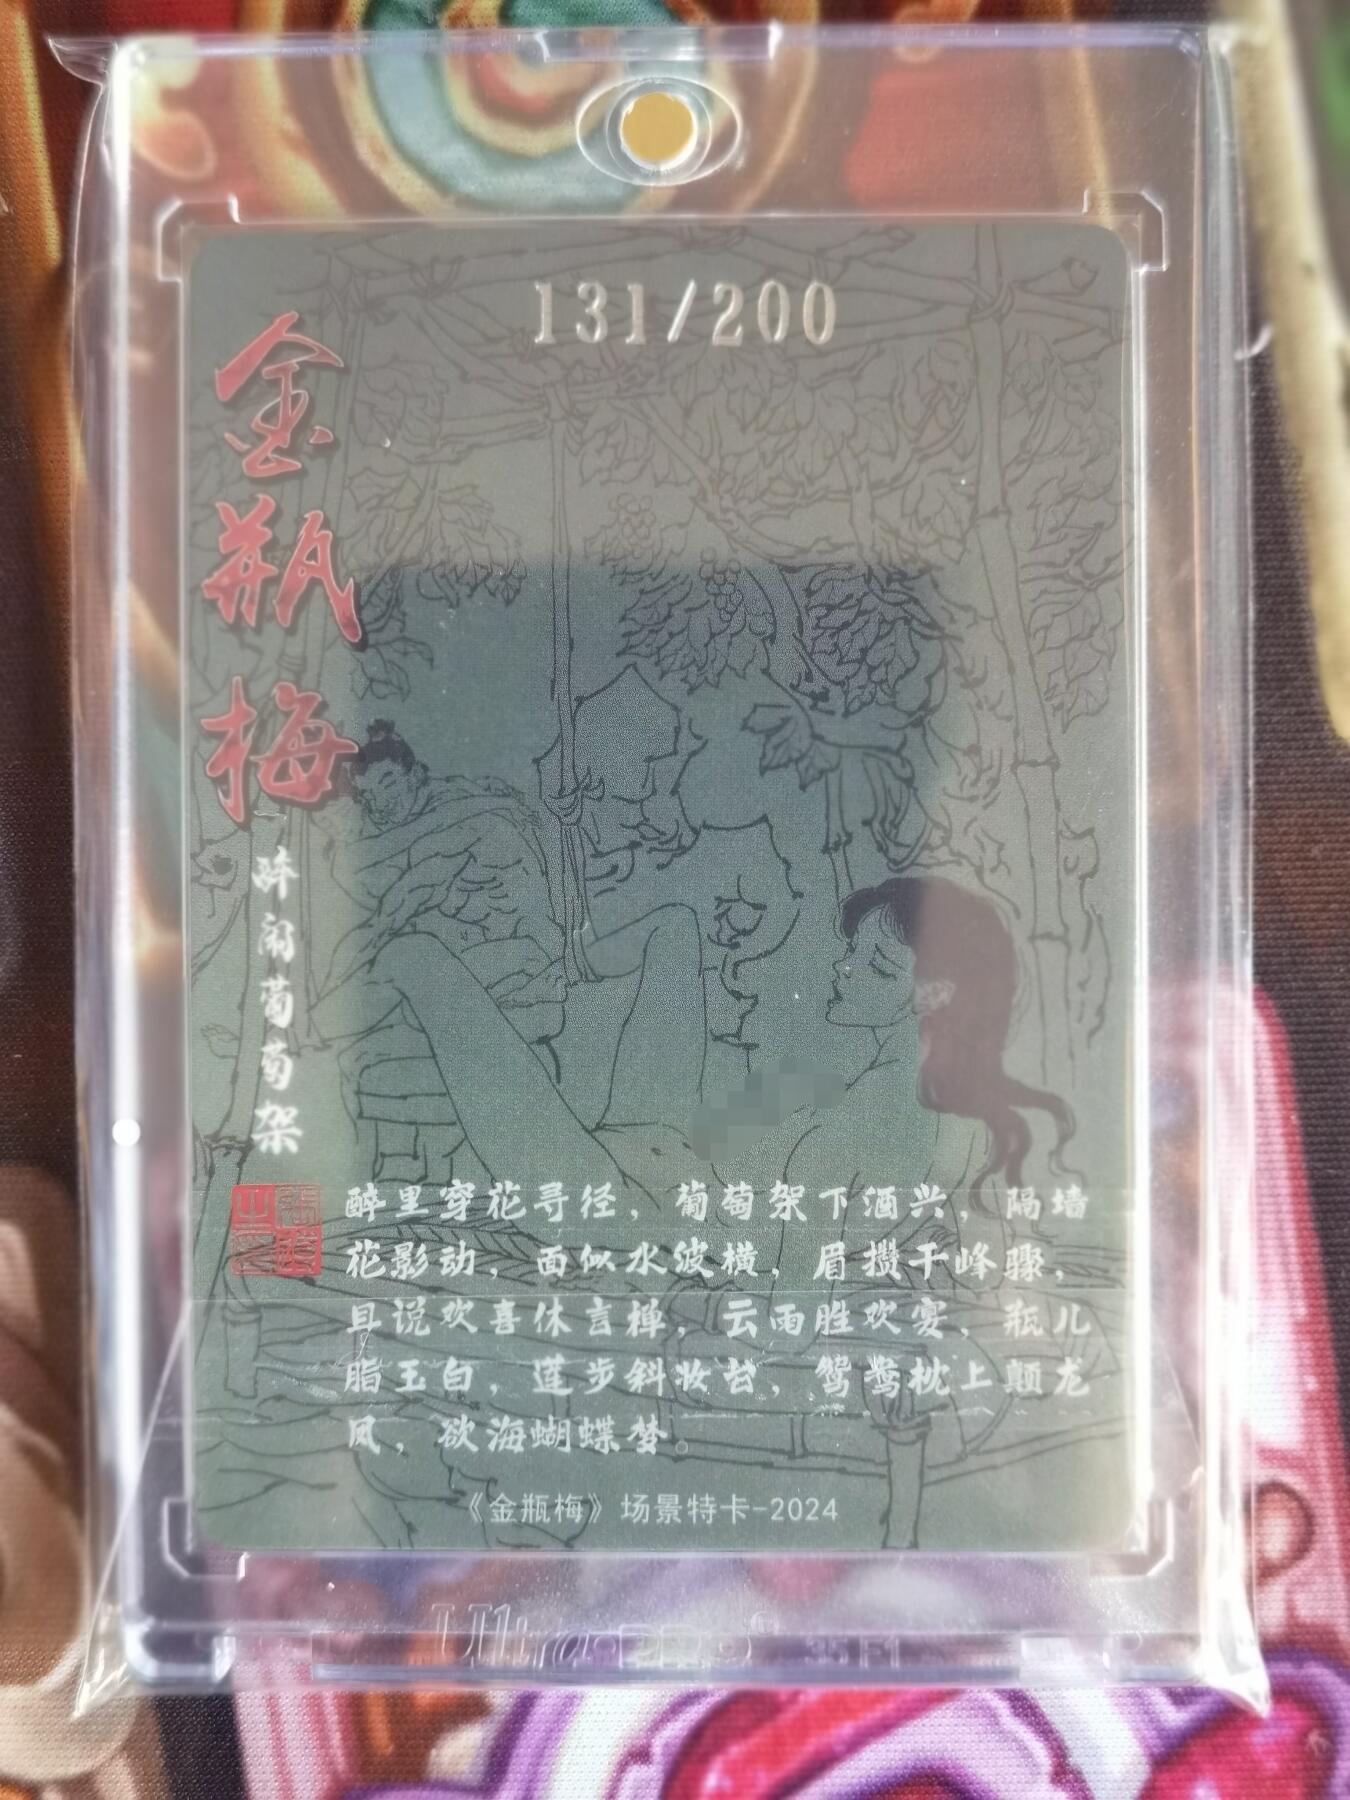 131/200
金瓶梅
醉闹葡萄架
醉里穿花寻径，葡萄架下酒兴，隔墙
花影动，面似水波横，眉攒千峰骤，
且说欢喜休言禅，云雨胜欢宴，瓶儿
脂玉白，莲步斜妆台，鸳鸯枕上颠龙
凤，欲海蝴蝶梦。
《金瓶梅》场景特卡-2024
Ultra PRO
35PT